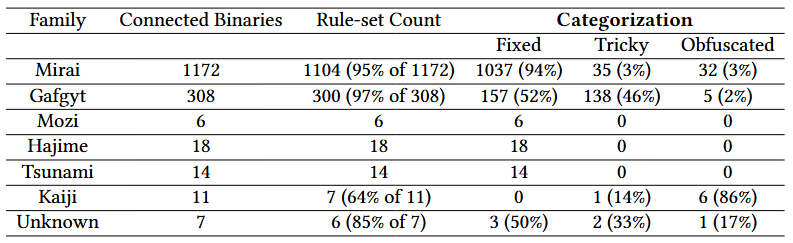 Family Connected Binaries Rule-set Count Categorization
Fixed Tricky Obfuscated
Mirai 1172 1104 (95% of 1172) 1037 (94%) 35 (3%) 32 (3%)
Gafgyt 308 300 (97% of 308) 157 (52%) 138 (46%) 5 (2%)
Mozi 6 6 6 0 0
Hajime 18 18 18 0 0
Tsunami 14 14 14 0 0
Kaiji 11 7 (64% of 11) 0 1 (14%) 6 (86%)
Unknown 7 6 (85% of 7) 3 (50%) 2 (33%) 1 (17%)